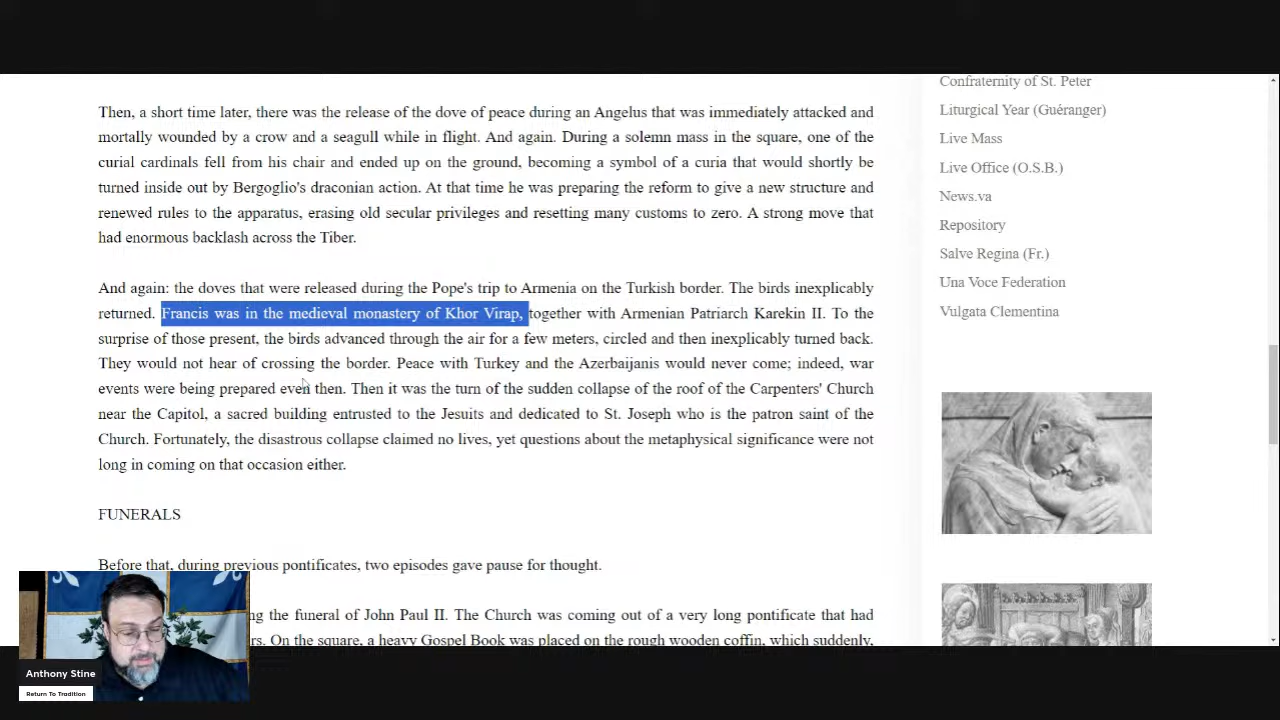 Then, a short time later, there was the release of the dove of peace during an Angelus that was immediately attacked and
mortally wounded by a crow and a seagull while in flight. And again. During a solemn mass in the square, one of the
curial cardinals fell from his chair and ended up on the ground, becoming a symbol of a curia that would shortly be
turned inside out by Bergoglio's draconian action. At that time he was preparing the reform to give a new structure and
renewed rules to the apparatus, erasing old secular privileges and resetting many customs to zero. A strong move that
had enormous backlash across the Tiber.
And again: the doves that were released during the Pope's trip to Armenia on the Turkish border. The birds inexplicably
returned. Francis was in the medieval monastery of Khor Virap, together with Armenian Patriarch Karekin II. To the
surprise of those present, the birds advanced through the air for a few meters, circled and then inexplicably turned back.
They would not hear of crossing the border. Peace with Turkey and the Azerbaijanis would never come; indeed, war
events were being prepared even then. Then it was the turn of the sudden collapse of the roof of the Carpenters' Church
near the Capitol, a sacred building entrusted to the Jesuits and dedicated to St. Joseph who is the patron saint of the
Church. Fortunately, the disastrous collapse claimed no lives, yet questions about the metaphysical significance were not
long in coming on that occasion either.
FUNERALS
Before that, during previous pontificates, two episodes gave pause for thought.
ng the funeral of John Paul II. The Church was coming out of a very long pontificate that had
rs. On the square, a heavy Gospel Book was placed on the rough wooden coffin, which suddenly,
Confraternity of St. Peter
Liturgical Year (Guéranger)
Live Mass
Live Office (O.S.B.)
News.va
Repository
Salve Regina (Fr.)
Una Voce Federation
Vulgata Clementina
Anthony Stine
Return To Tradition